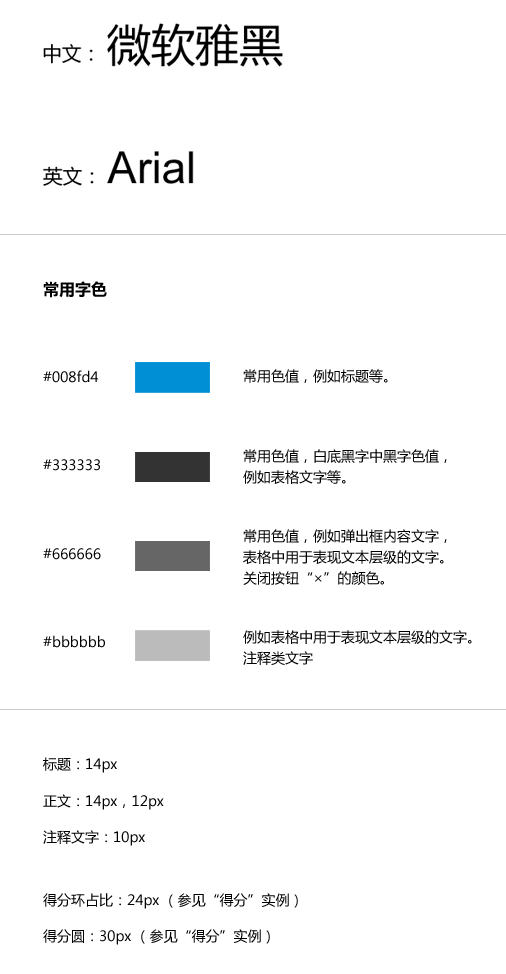 中文： 微软雅黑
英文： Arial
常用字色
#008fd4
常用色值，例如标题等。
#333333
常用色值，白底黑字中黑字色值，
例如表格文字等。
#666666
常用色值，例如弹出框内容文字，
表格中用于表现文本层级的文字。
关闭按钮“×”的颜色。
#bbbbbb
例如表格中用于表现文本层级的文字。
注释类文字
标题：14px
正文：14px，12px
注释文字：10px
得分环占比：24px（参见“得分”实例）
得分圆：30px（参见“得分”实例）